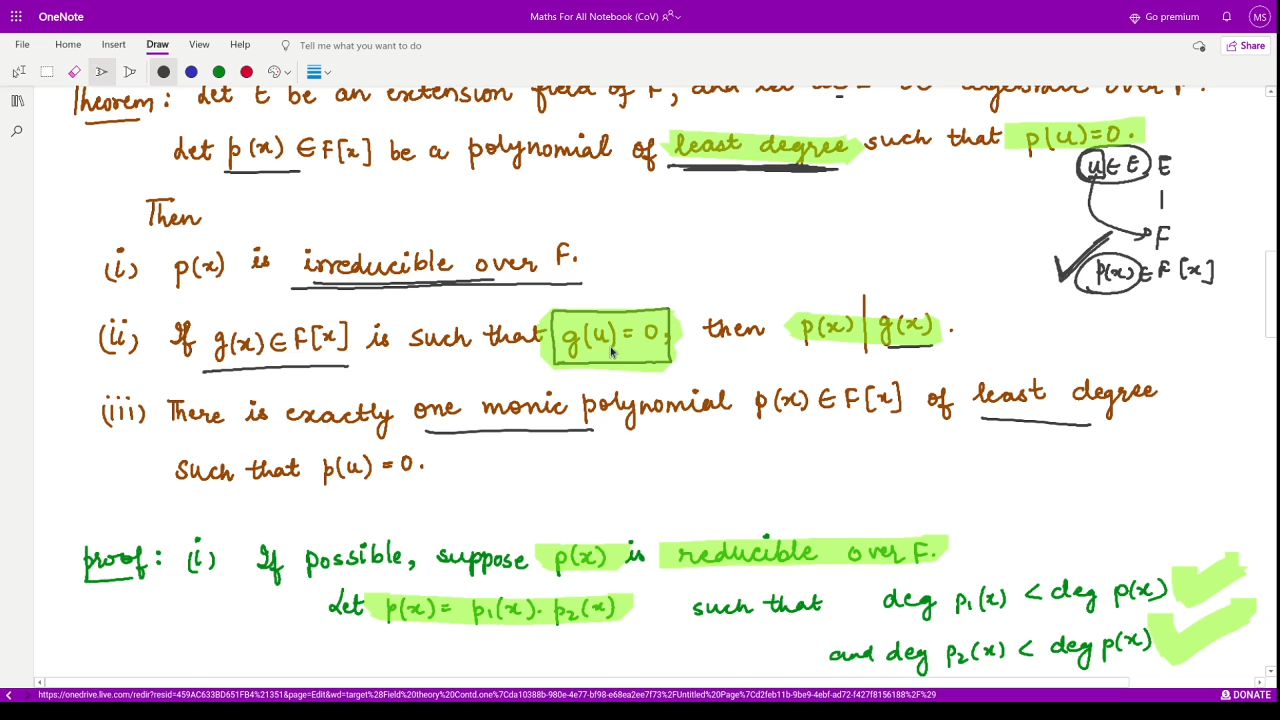 OneNote
Maths For All Notebook (CoV)
Go premium
MS
File Home Insert Draw View Help Tell me what you want to do
Share
Theorem: Let E be an extension field of F, and let u∈E be algebraic over F.
Let p(x) ∈ F[x] be a polynomial of least degree such that p(u)=0.
u∈E E
|
F
p(x) ∈ F[x]
Then
(i) p(x) is irreducible over F.
(ii) If g(x) ∈ F[x] is such that g(u) = 0, then p(x) | g(x).
(iii) There is exactly one monic polynomial p(x) ∈ F[x] of least degree
such that p(u) = 0.
proof: (i) If possible, suppose p(x) is reducible over F.
Let p(x) = p₁(x). p₂(x) such that deg p₁(x) < deg p(x)
and deg p₂(x) < deg p(x)
DONATE